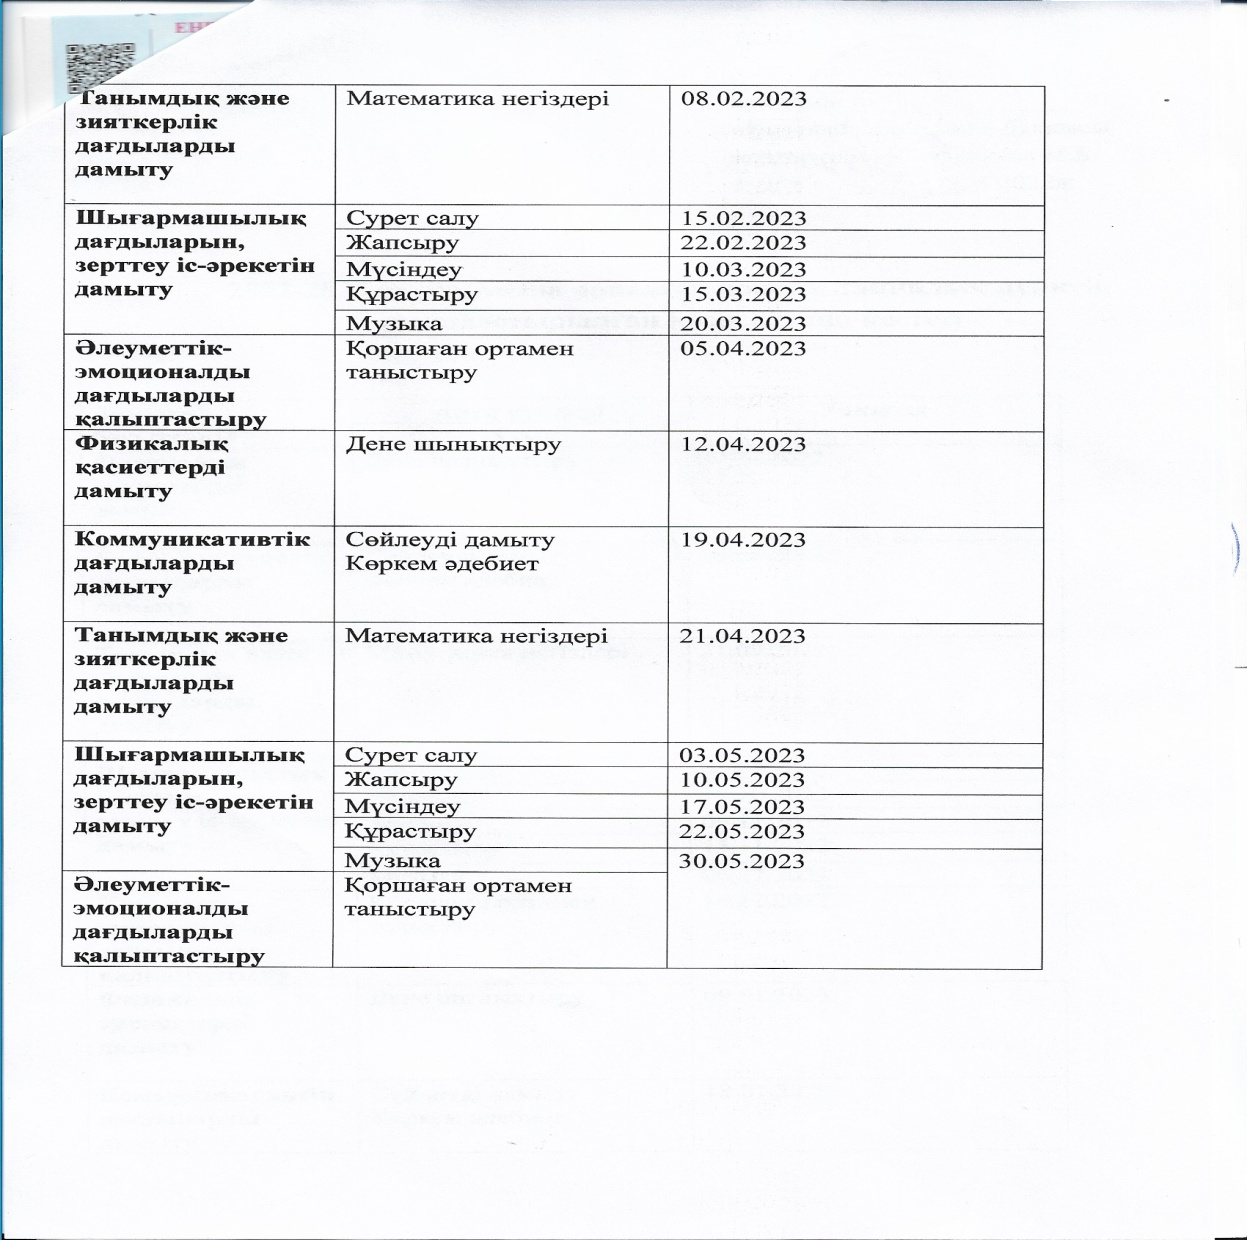 Танымдық және
зияткерлік
дағдыларды
дамыту
Математика негіздері
08.02.2023
Шығармашылық
дағдыларын,
зерттеу іс-әрекетін
дамыту
Сурет салу
15.02.2023
Жапсыру
22.02.2023
Мүсіндеу
10.03.2023
Құрастыру
15.03.2023
Музыка
20.03.2023
Әлеуметтік-
эмоционалды
дағдыларды
қалыптастыру
Қоршаған ортамен
таныстыру
05.04.2023
Физикалық
қасиеттерді
дамыту
Дене шынықтыру
12.04.2023
Коммуникативтік
дағдыларды
дамыту
Сөйлеуді дамыту
Көркем әдебиет
19.04.2023
Танымдық және
зияткерлік
дағдыларды
дамыту
Математика негіздері
21.04.2023
Шығармашылық
дағдыларын,
зерттеу іс-әрекетін
дамыту
Сурет салу
03.05.2023
Жапсыру
10.05.2023
Мүсіндеу
17.05.2023
Құрастыру
22.05.2023
Музыка
30.05.2023
Әлеуметтік-
эмоционалды
дағдыларды
қалыптастыру
Қоршаған ортамен
таныстыру